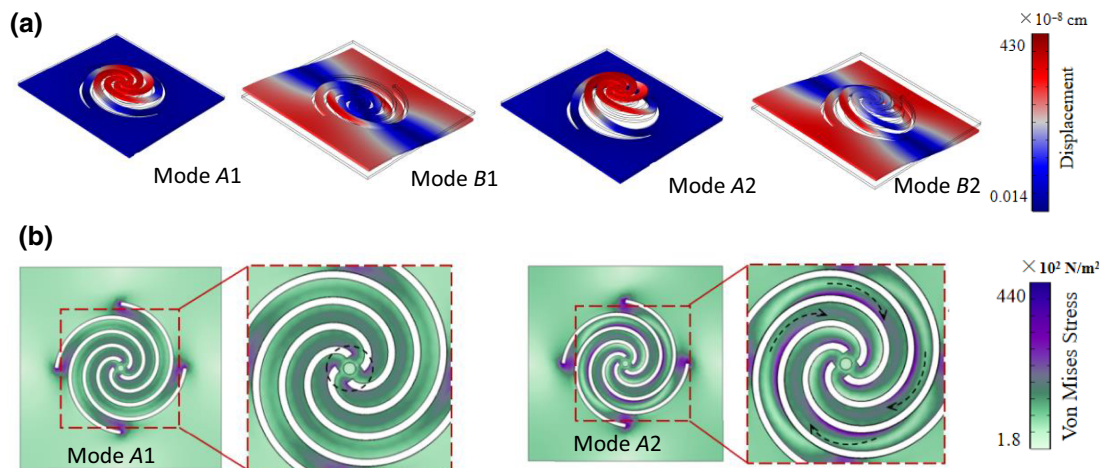 (a)
Mode A1
Mode B1
Mode A2
Mode B2
× 10⁻⁸ cm
430
0.014
Displacement
(b)
Mode A1
Mode A2
× 10² N/m²
440
1.8
Von Mises Stress